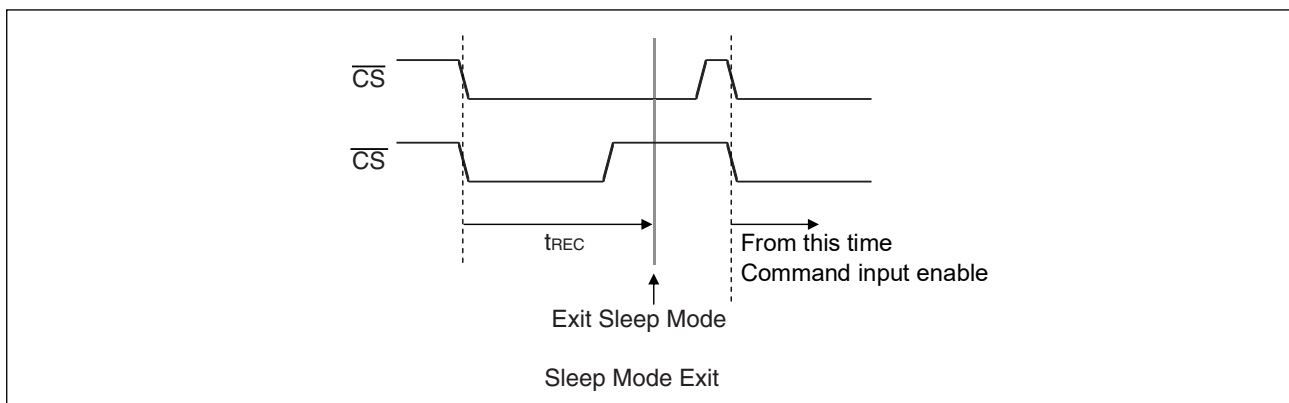 CS
CS
tREC
From this time
Command input enable
Exit Sleep Mode
Sleep Mode Exit